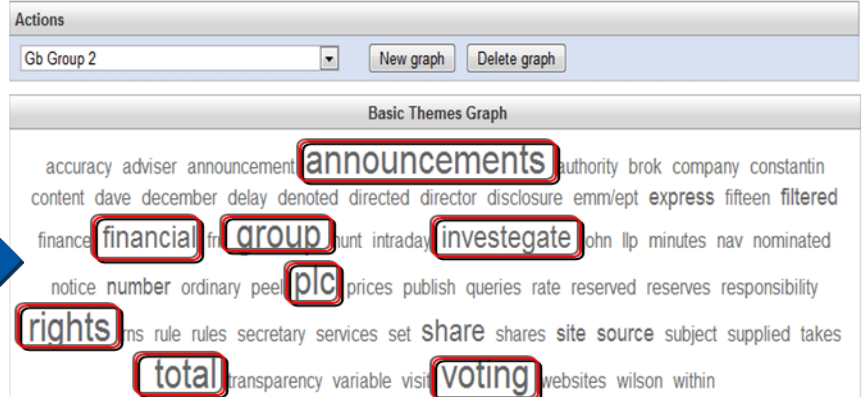 Actions
Gb Group 2 New graph Delete graph
Basic Themes Graph
accuracy adviser announcement announcements authority brok company constantin
content dave december delay denoted directed director disclosure emm/ept express fifteen filtered
finance financial group hunt intraday investegate john llp minutes nav nominated
notice number ordinary peel plc prices publish queries rate reserved reserves responsibility
rights rns rule rules secretary services set share shares site source subject supplied takes
total transparency variable visit voting websites wilson within